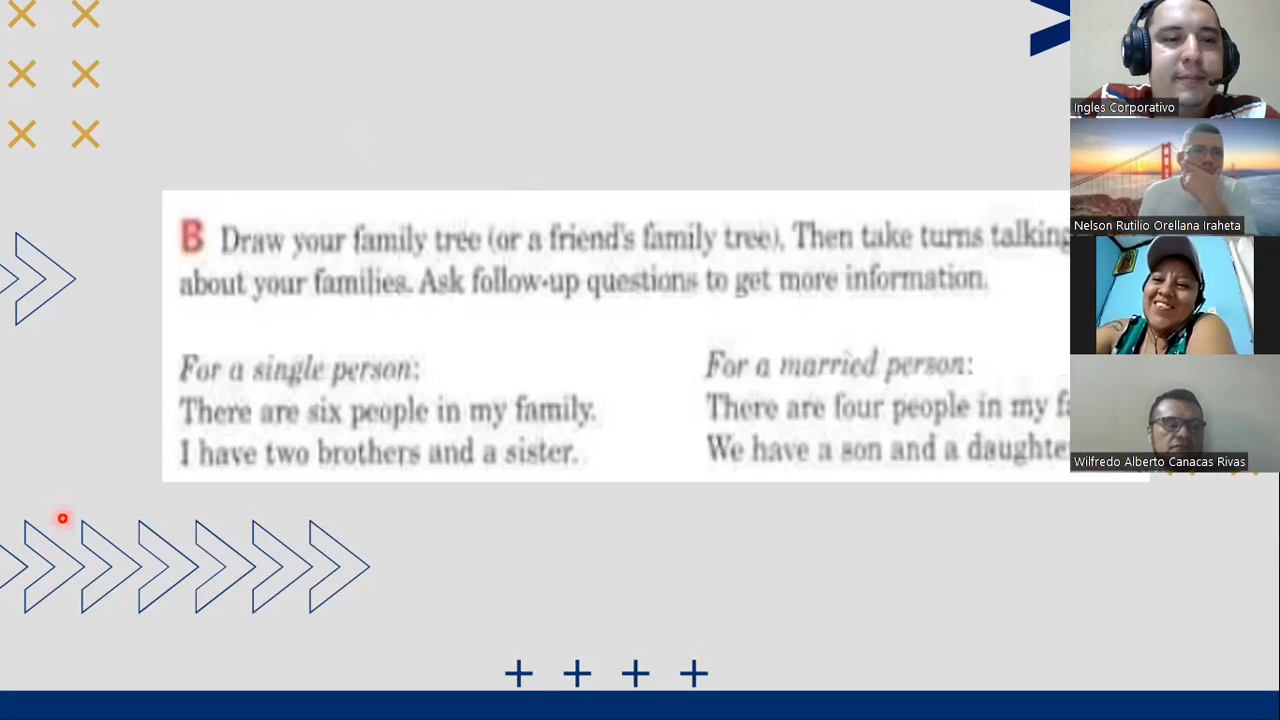 B Draw your family tree (or a friend's family tree). Then take turns talking
about your families. Ask follow-up questions to get more information.
For a single person:
There are six people in my family.
I have two brothers and a sister.
For a married person:
There are four people in my
We have a son and a
Ingles Corporativo
Nelson Rutilio Orellana Iraheta
Wilfredo Alberto Canacas Rivas